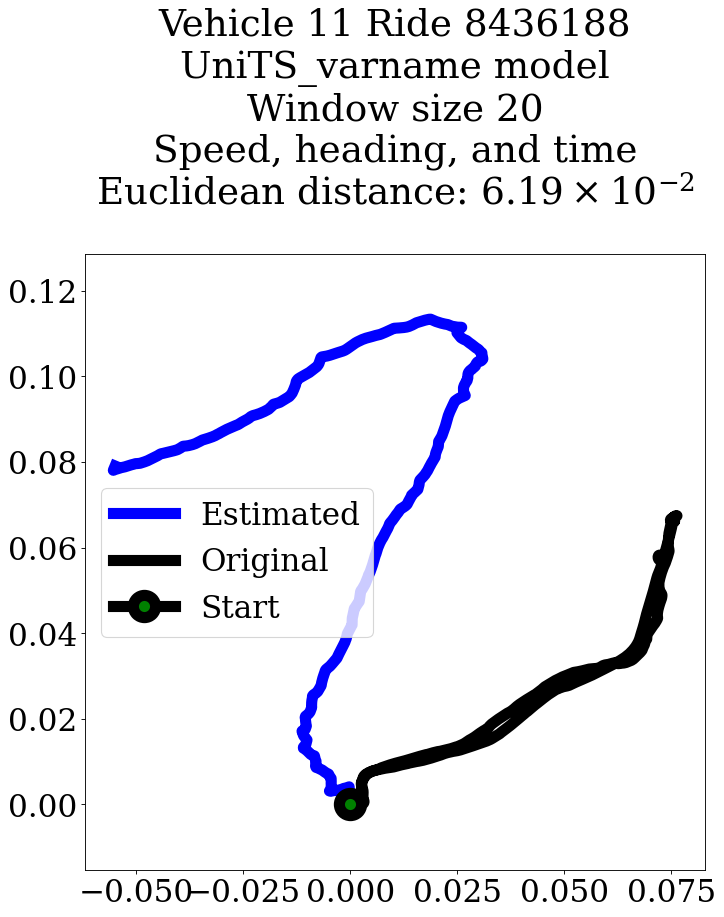 Vehicle 11 Ride 8436188
UniTS_varname model
Window size 20
Speed, heading, and time
Euclidean distance: 6.19 × 10⁻²
0.12
0.10
0.08
0.06
0.04
0.02
0.00
Estimated
Original
Start
−0.050 −0.025 0.000 0.025 0.050 0.075